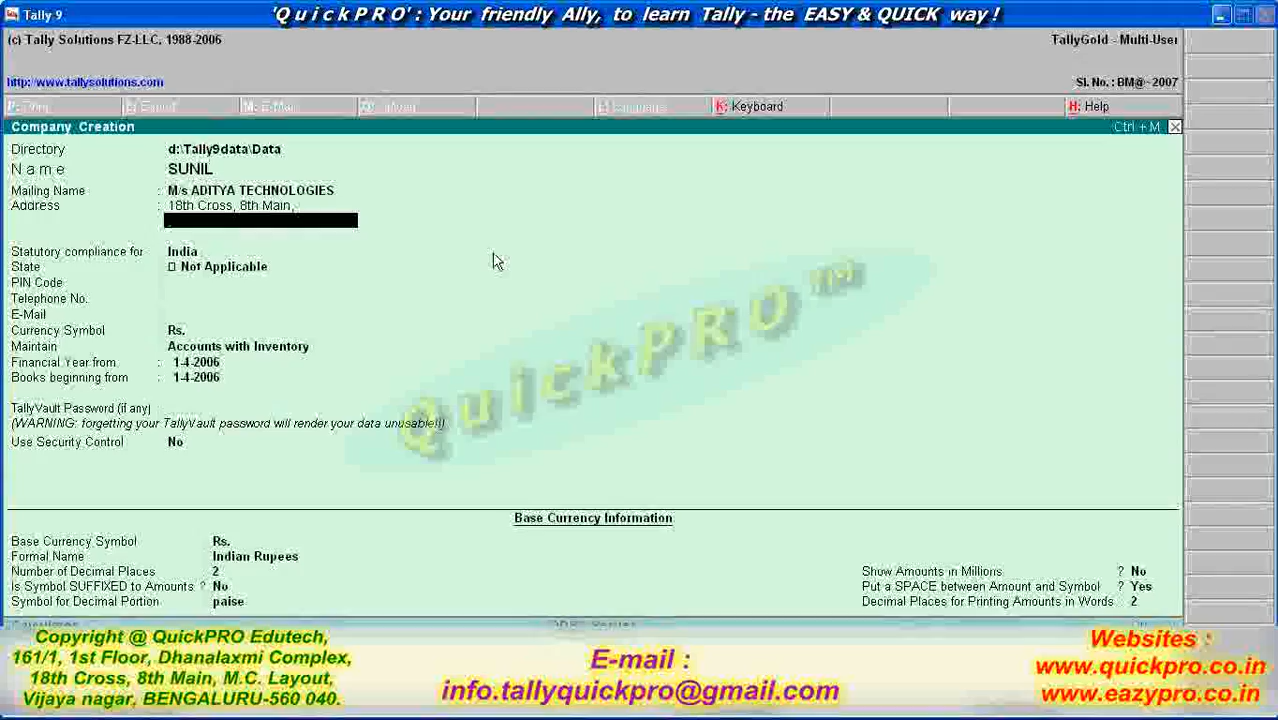 Tally 9
'QuickPRO' : Your friendly Ally, to learn Tally - the EASY & QUICK way !
(c) Tally Solutions FZ-LLC, 1988-2006
TallyGold - Multi-User
http://www.tallysolutions.com
Sl. No. : BM@~2007
K: Keyboard
H: Help
Company Creation
Ctrl + M
Directory d:\Tally9data\Data
Name SUNIL
Mailing Name : M/s ADITYA TECHNOLOGIES
Address : 18th Cross, 8th Main,
Statutory compliance for India
State Not Applicable
PIN Code
Telephone No.
E-Mail
Currency Symbol Rs.
Maintain Accounts with Inventory
Financial Year from : 1-4-2006
Books beginning from : 1-4-2006
QuickPRO™
TallyVault Password (if any)
(WARNING: forgetting your TallyVault password will render your data unusable!!)
Use Security Control No
Base Currency Information
Base Currency Symbol Rs.
Formal Name Indian Rupees
Number of Decimal Places 2
Is Symbol SUFFIXED to Amounts ? No
Symbol for Decimal Portion paise
Show Amounts in Millions ? No
Put a SPACE between Amount and Symbol ? Yes
Decimal Places for Printing Amounts in Words 2
Copyright @ QuickPRO Edutech,
161/1, 1st Floor, Dhanalaxmi Complex,
18th Cross, 8th Main, M.C. Layout,
Vijaya nagar, BENGALURU-560 040.
E-mail :
info.tallyquickpro@gmail.com
Websites :
www.quickpro.co.in
www.eazypro.co.in